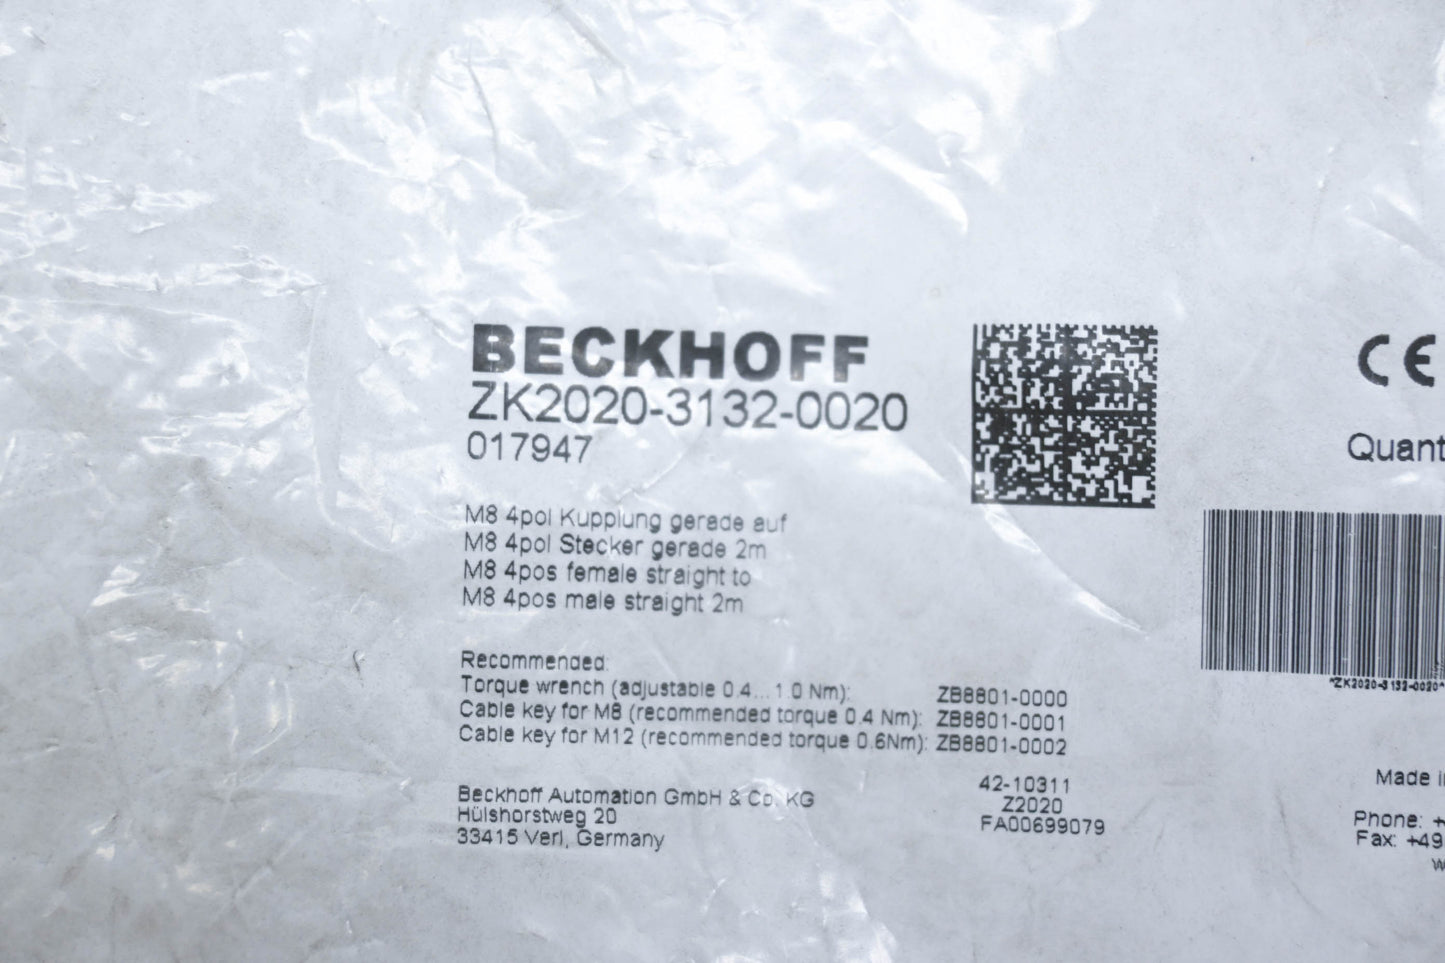 BECKHOFF
ZK2020-3132-0020
017947
CE
Quant
M8 4pol Kupplung gerade auf
M8 4pol Stecker gerade 2m
M8 4pos female straight to
M8 4pos male straight 2m
*ZK2020-3132-0020*
Recommended:
Torque wrench (adjustable 0.4...1.0 Nm): ZB8801-0000
Cable key for M8 (recommended torque 0.4 Nm): ZB8801-0001
Cable key for M12 (recommended torque 0.6Nm): ZB8801-0002
Beckhoff Automation GmbH & Co. KG
Hülshorstweg 20
33415 Verl, Germany
42-10311
Z2020
FA00699079
Made i
Phone: +
Fax: +49
w